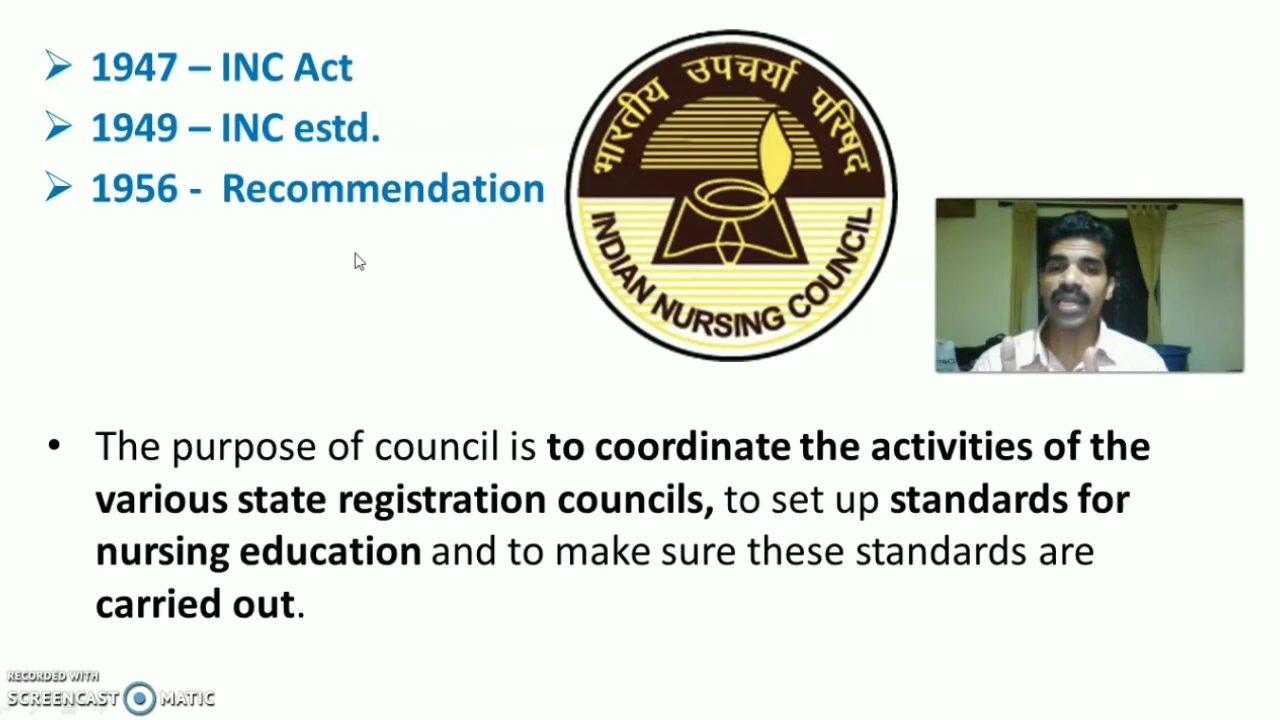 1947 – INC Act
1949 – INC estd.
1956 - Recommendation
भारतीय उपचर्या परिषद
INDIAN NURSING COUNCIL
• The purpose of council is to coordinate the activities of the
various state registration councils, to set up standards for
nursing education and to make sure these standards are
carried out.
RECORDED WITH
SCREENCAST MATIC